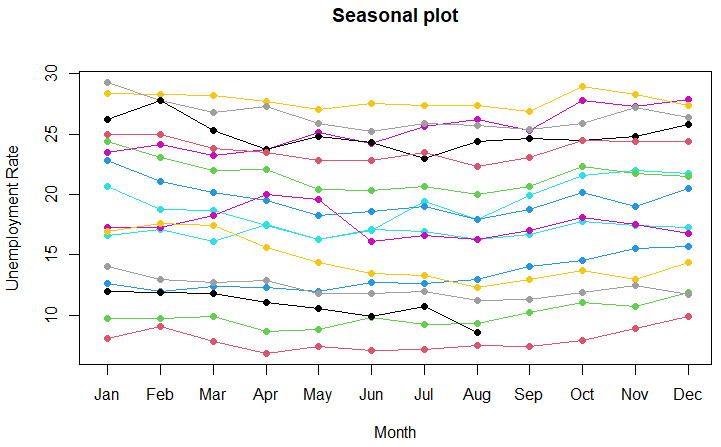 Seasonal plot
Unemployment Rate
30
25
20
15
10
Jan Feb Mar Apr May Jun Jul Aug Sep Oct Nov Dec
Month